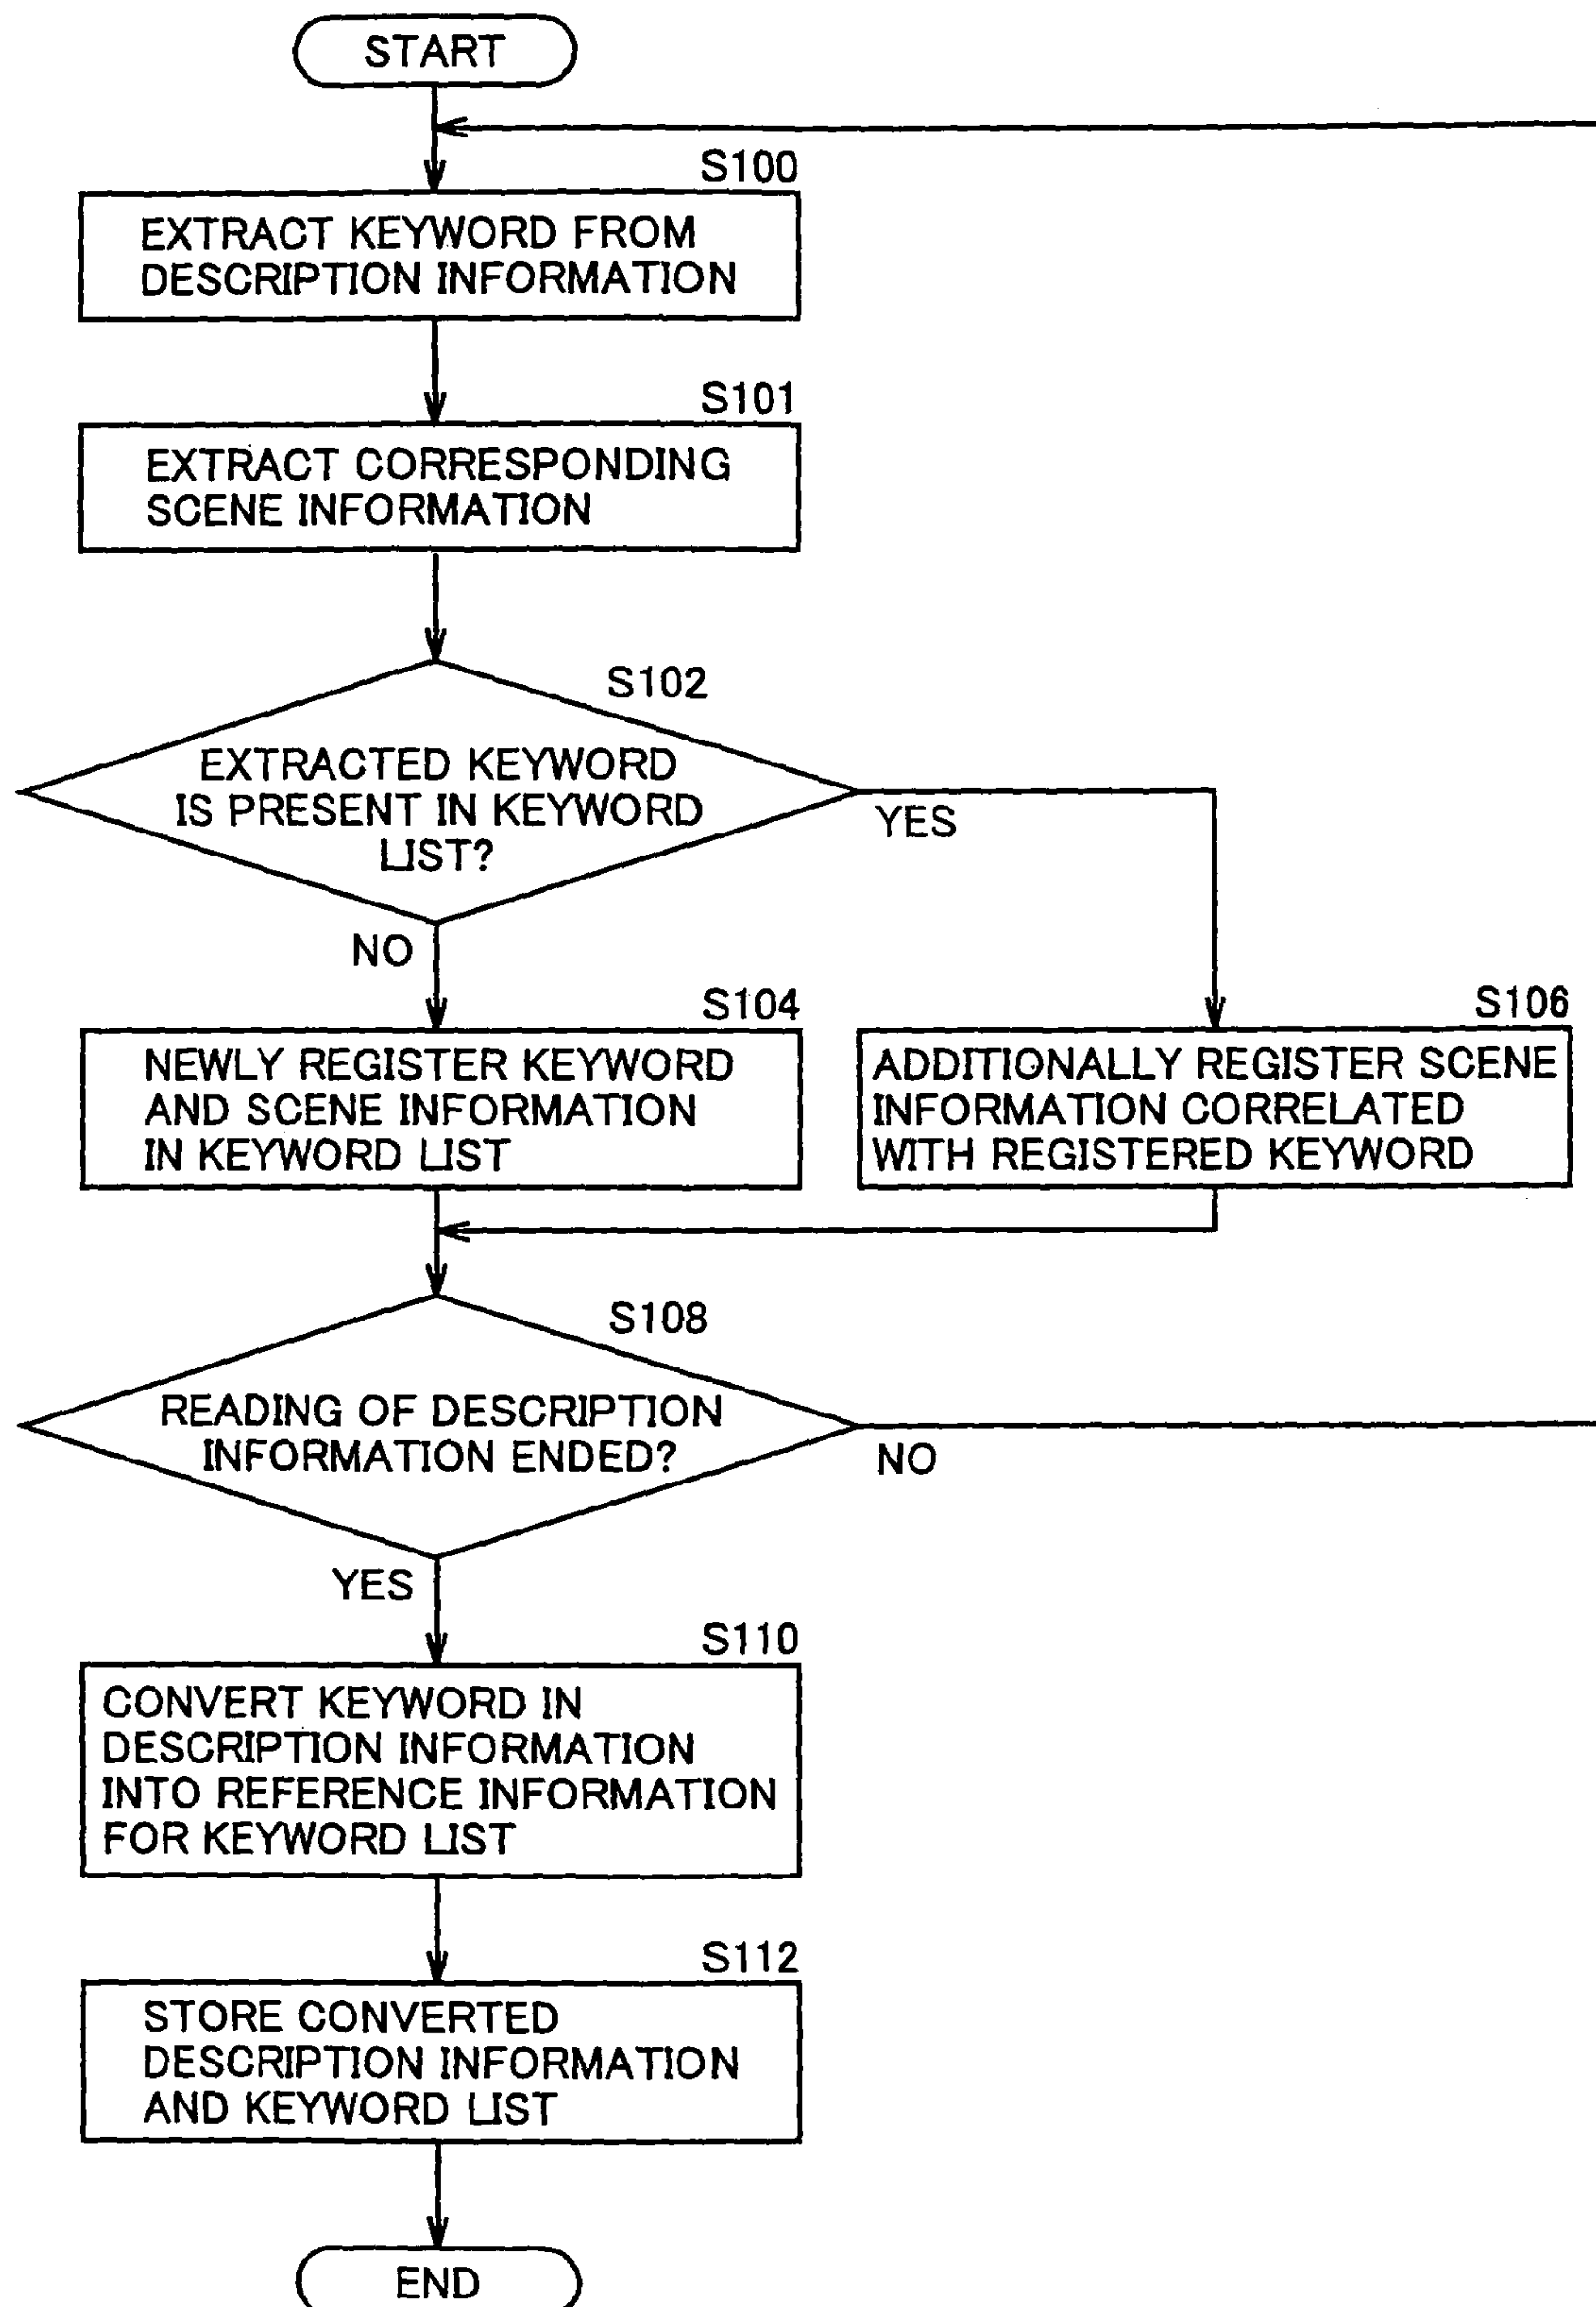 START
S100
EXTRACT KEYWORD FROM
DESCRIPTION INFORMATION
S101
EXTRACT CORRESPONDING
SCENE INFORMATION
S102
EXTRACTED KEYWORD
IS PRESENT IN KEYWORD
LIST?
YES
NO
S104
NEWLY REGISTER KEYWORD
AND SCENE INFORMATION
IN KEYWORD LIST
S106
ADDITIONALLY REGISTER SCENE
INFORMATION CORRELATED
WITH REGISTERED KEYWORD
S108
READING OF DESCRIPTION
INFORMATION ENDED?
NO
YES
S110
CONVERT KEYWORD IN
DESCRIPTION INFORMATION
INTO REFERENCE INFORMATION
FOR KEYWORD LIST
S112
STORE CONVERTED
DESCRIPTION INFORMATION
AND KEYWORD LIST
END